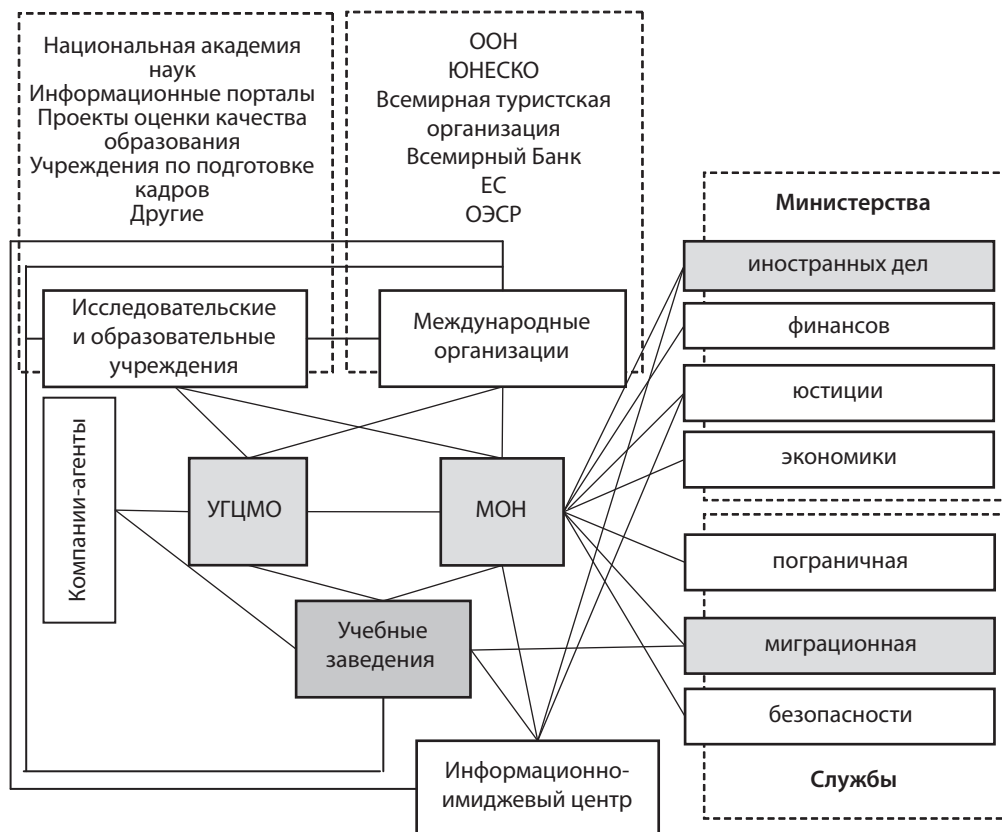 Национальная академия
наук
Информационные порталы
Проекты оценки качества
образования
Учреждения по подготовке
кадров
Другие
ООН
ЮНЕСКО
Всемирная туристская
организация
Всемирный Банк
ЕС
ОЭСР
Министерства
иностранных дел
финансов
юстиции
экономики
Исследовательские
и образовательные
учреждения
Международные
организации
Компании-агенты
УГЦМО
МОН
Учебные
заведения
пограничная
миграционная
безопасности
Службы
Информационно-
имиджевый центр